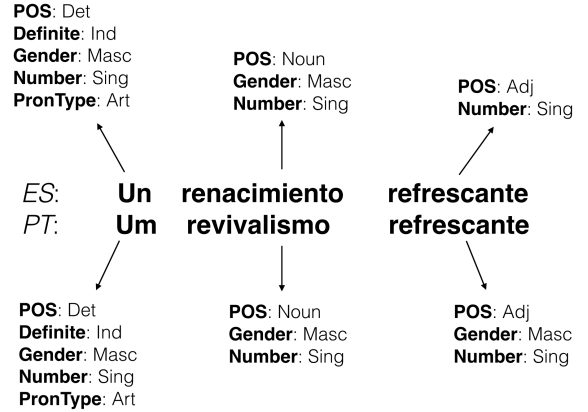 POS: Det
Definite: Ind
Gender: Masc
Number: Sing
PronType: Art
POS: Noun
Gender: Masc
Number: Sing
POS: Adj
Number: Sing
ES: Un renacimiento refrescante
PT: Um revivalismo refrescante
POS: Det
Definite: Ind
Gender: Masc
Number: Sing
PronType: Art
POS: Noun
Gender: Masc
Number: Sing
POS: Adj
Gender: Masc
Number: Sing